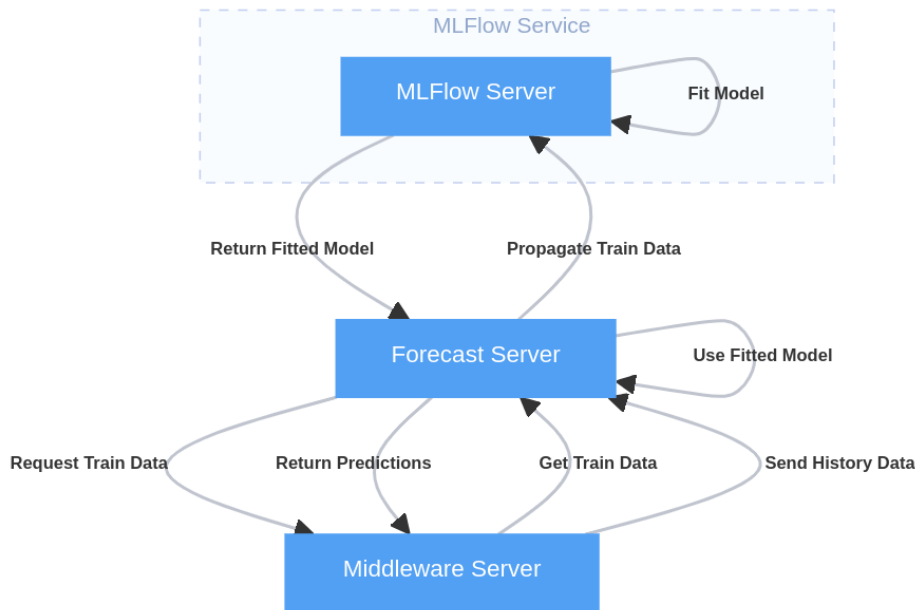 MLFlow Service
MLFlow Server
Fit Model
Return Fitted Model
Propagate Train Data
Forecast Server
Use Fitted Model
Request Train Data
Return Predictions
Get Train Data
Send History Data
Middleware Server